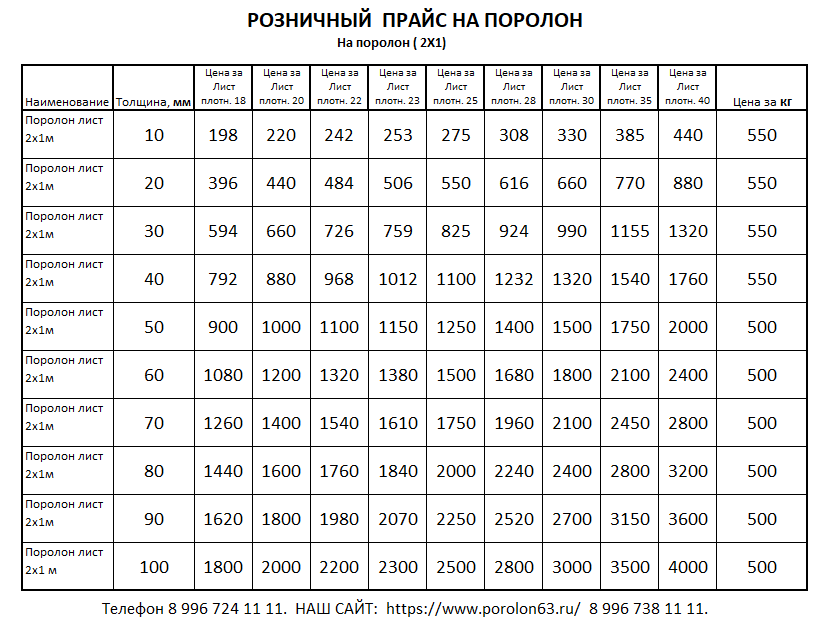 РОЗНИЧНЫЙ ПРАЙС НА ПОРОЛОН
На поролон ( 2Х1)
Наименование Толщина, мм Цена за Лист плотн. 18 Цена за Лист плотн. 20 Цена за Лист плотн. 22 Цена за Лист плотн. 23 Цена за Лист плотн. 25 Цена за Лист плотн. 28 Цена за Лист плотн. 30 Цена за Лист плотн. 35 Цена за Лист плотн. 40 Цена за кг
Поролон лист 2х1м 10 198 220 242 253 275 308 330 385 440 550
Поролон лист 2х1м 20 396 440 484 506 550 616 660 770 880 550
Поролон лист 2х1м 30 594 660 726 759 825 924 990 1155 1320 550
Поролон лист 2х1м 40 792 880 968 1012 1100 1232 1320 1540 1760 550
Поролон лист 2х1м 50 900 1000 1100 1150 1250 1400 1500 1750 2000 500
Поролон лист 2х1м 60 1080 1200 1320 1380 1500 1680 1800 2100 2400 500
Поролон лист 2х1м 70 1260 1400 1540 1610 1750 1960 2100 2450 2800 500
Поролон лист 2х1м 80 1440 1600 1760 1840 2000 2240 2400 2800 3200 500
Поролон лист 2х1м 90 1620 1800 1980 2070 2250 2520 2700 3150 3600 500
Поролон лист 2х1 м 100 1800 2000 2200 2300 2500 2800 3000 3500 4000 500
Телефон 8 996 724 11 11. НАШ САЙТ: https://www.porolon63.ru/ 8 996 738 11 11.